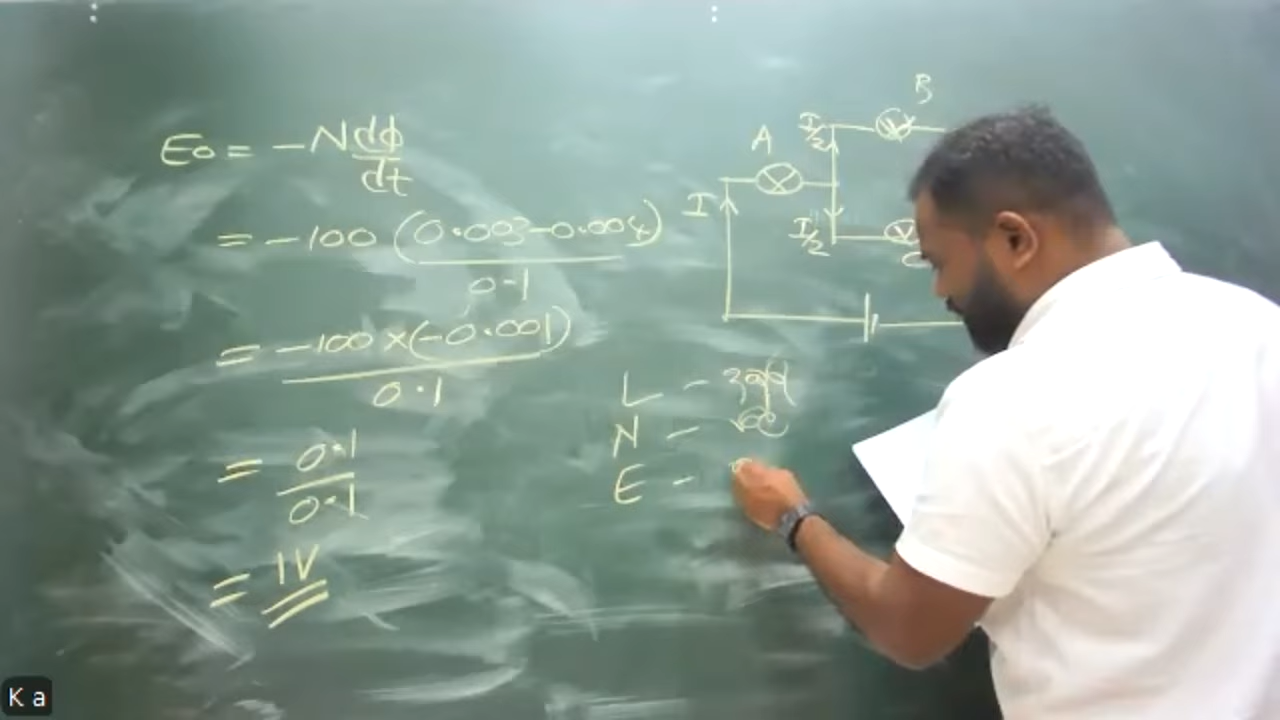 E₀ = -N dϕ/dt
= -100 (0.003-0.004)/0.1
= -100 x(-0.001)/0.1
= 0.1/0.1
= 1V
B
A
I/2
I
I/2
L -
N -
E -
K a